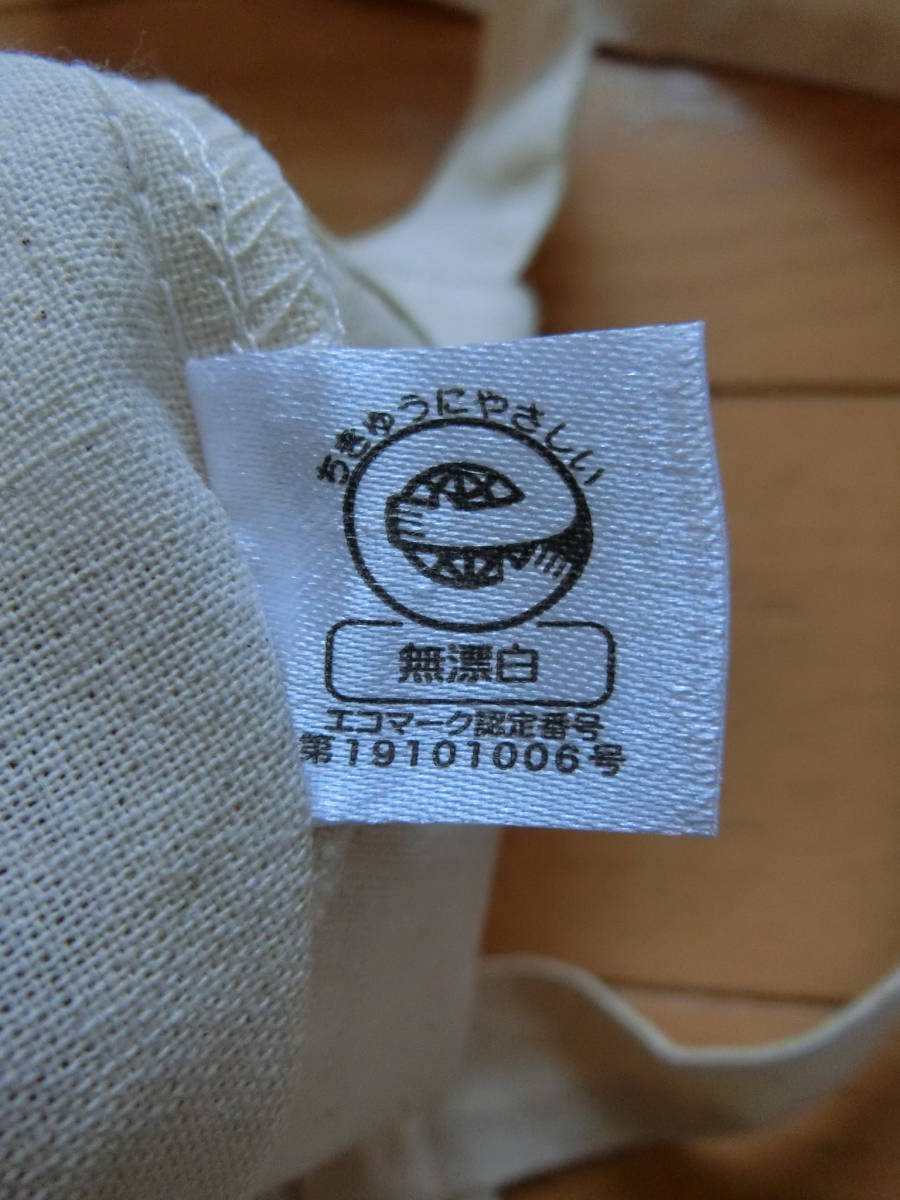 ちきゅうにやさしい
無漂白
エコマーク認定番号
第19101006号